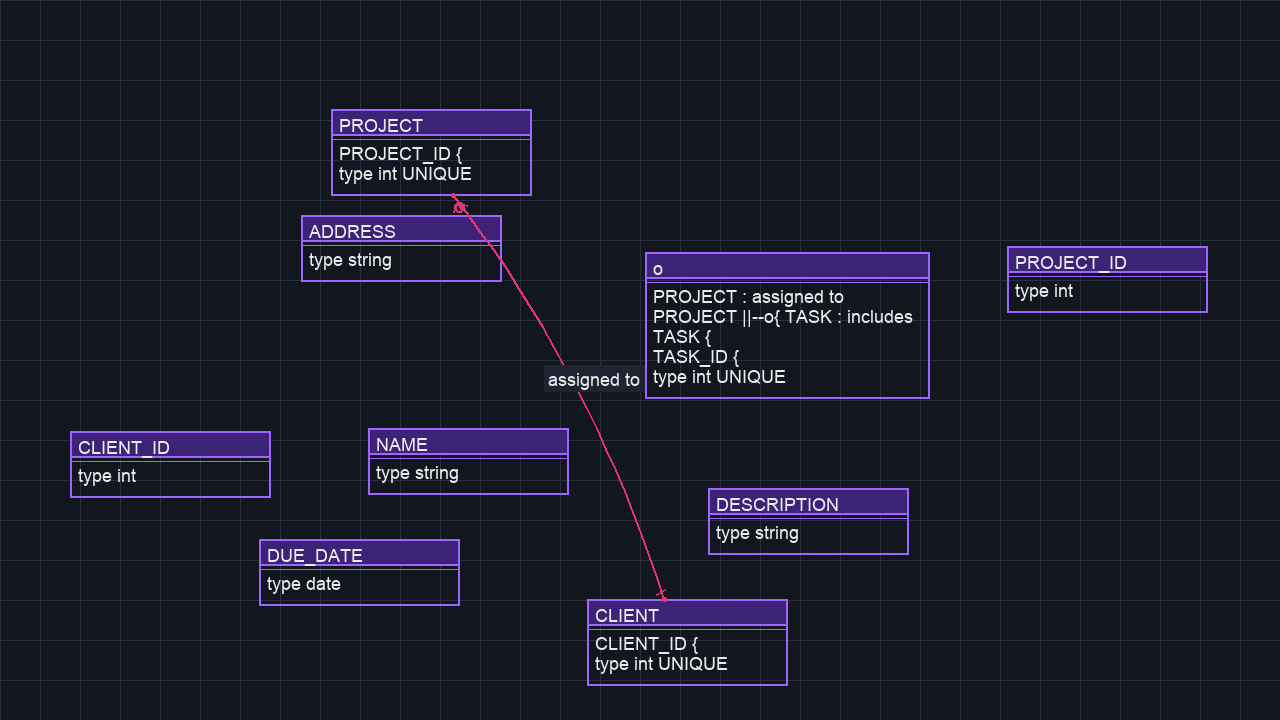 PROJECT
PROJECT_ID {
type int UNIQUE
ADDRESS
type string
o
PROJECT : assigned to
PROJECT ||--o{ TASK : includes
TASK {
TASK_ID {
type int UNIQUE
PROJECT_ID
type int
assigned to
CLIENT_ID
type int
NAME
type string
DESCRIPTION
type string
DUE_DATE
type date
CLIENT
CLIENT_ID {
type int UNIQUE